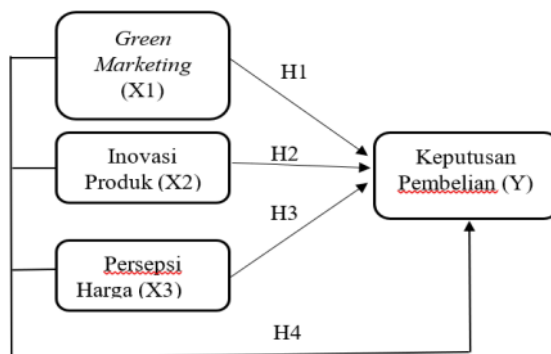 Green
Marketing
(X1)
H1
Inovasi
Produk (X2)
H2
Keputusan
Pembelian (Y)
H3
Persepsi
Harga (X3)
H4